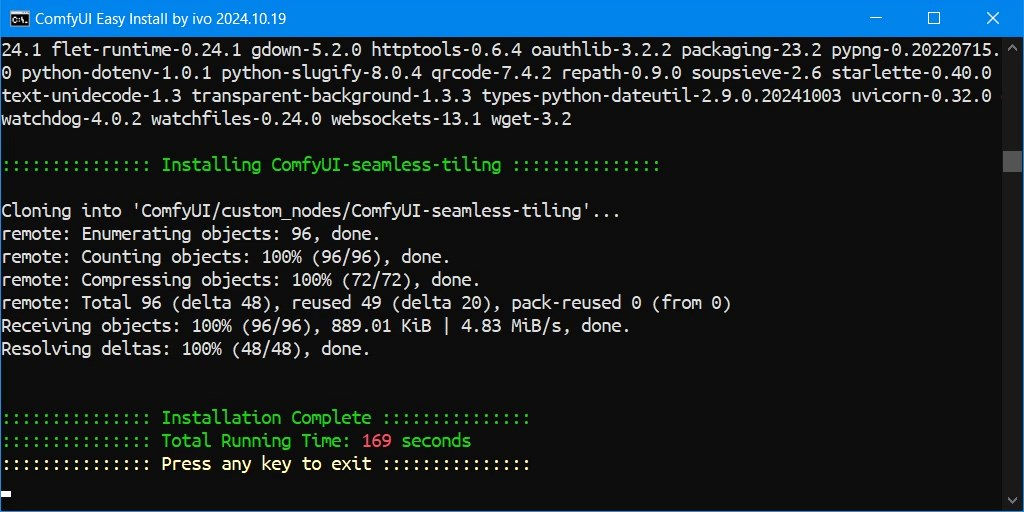 ComfyUI Easy Install by ivo 2024.10.19
24.1 flet-runtime-0.24.1 gdown-5.2.0 httptools-0.6.4 oauthlib-3.2.2 packaging-23.2 pypng-0.20220715.
0 python-dotenv-1.0.1 python-slugify-8.0.4 qrcode-7.4.2 repath-0.9.0 soupsieve-2.6 starlette-0.40.0
text-unidecode-1.3 transparent-background-1.3.3 types-python-dateutil-2.9.0.20241003 uvicorn-0.32.0
watchdog-4.0.2 watchfiles-0.24.0 websockets-13.1 wget-3.2
::::::::::::::: Installing ComfyUI-seamless-tiling :::::::::::::::
Cloning into 'ComfyUI/custom_nodes/ComfyUI-seamless-tiling'...
remote: Enumerating objects: 96, done.
remote: Counting objects: 100% (96/96), done.
remote: Compressing objects: 100% (72/72), done.
remote: Total 96 (delta 48), reused 49 (delta 20), pack-reused 0 (from 0)
Receiving objects: 100% (96/96), 889.01 KiB | 4.83 MiB/s, done.
Resolving deltas: 100% (48/48), done.
::::::::::::::: Installation Complete :::::::::::::::
::::::::::::::: Total Running Time: 169 seconds
::::::::::::::: Press any key to exit :::::::::::::::